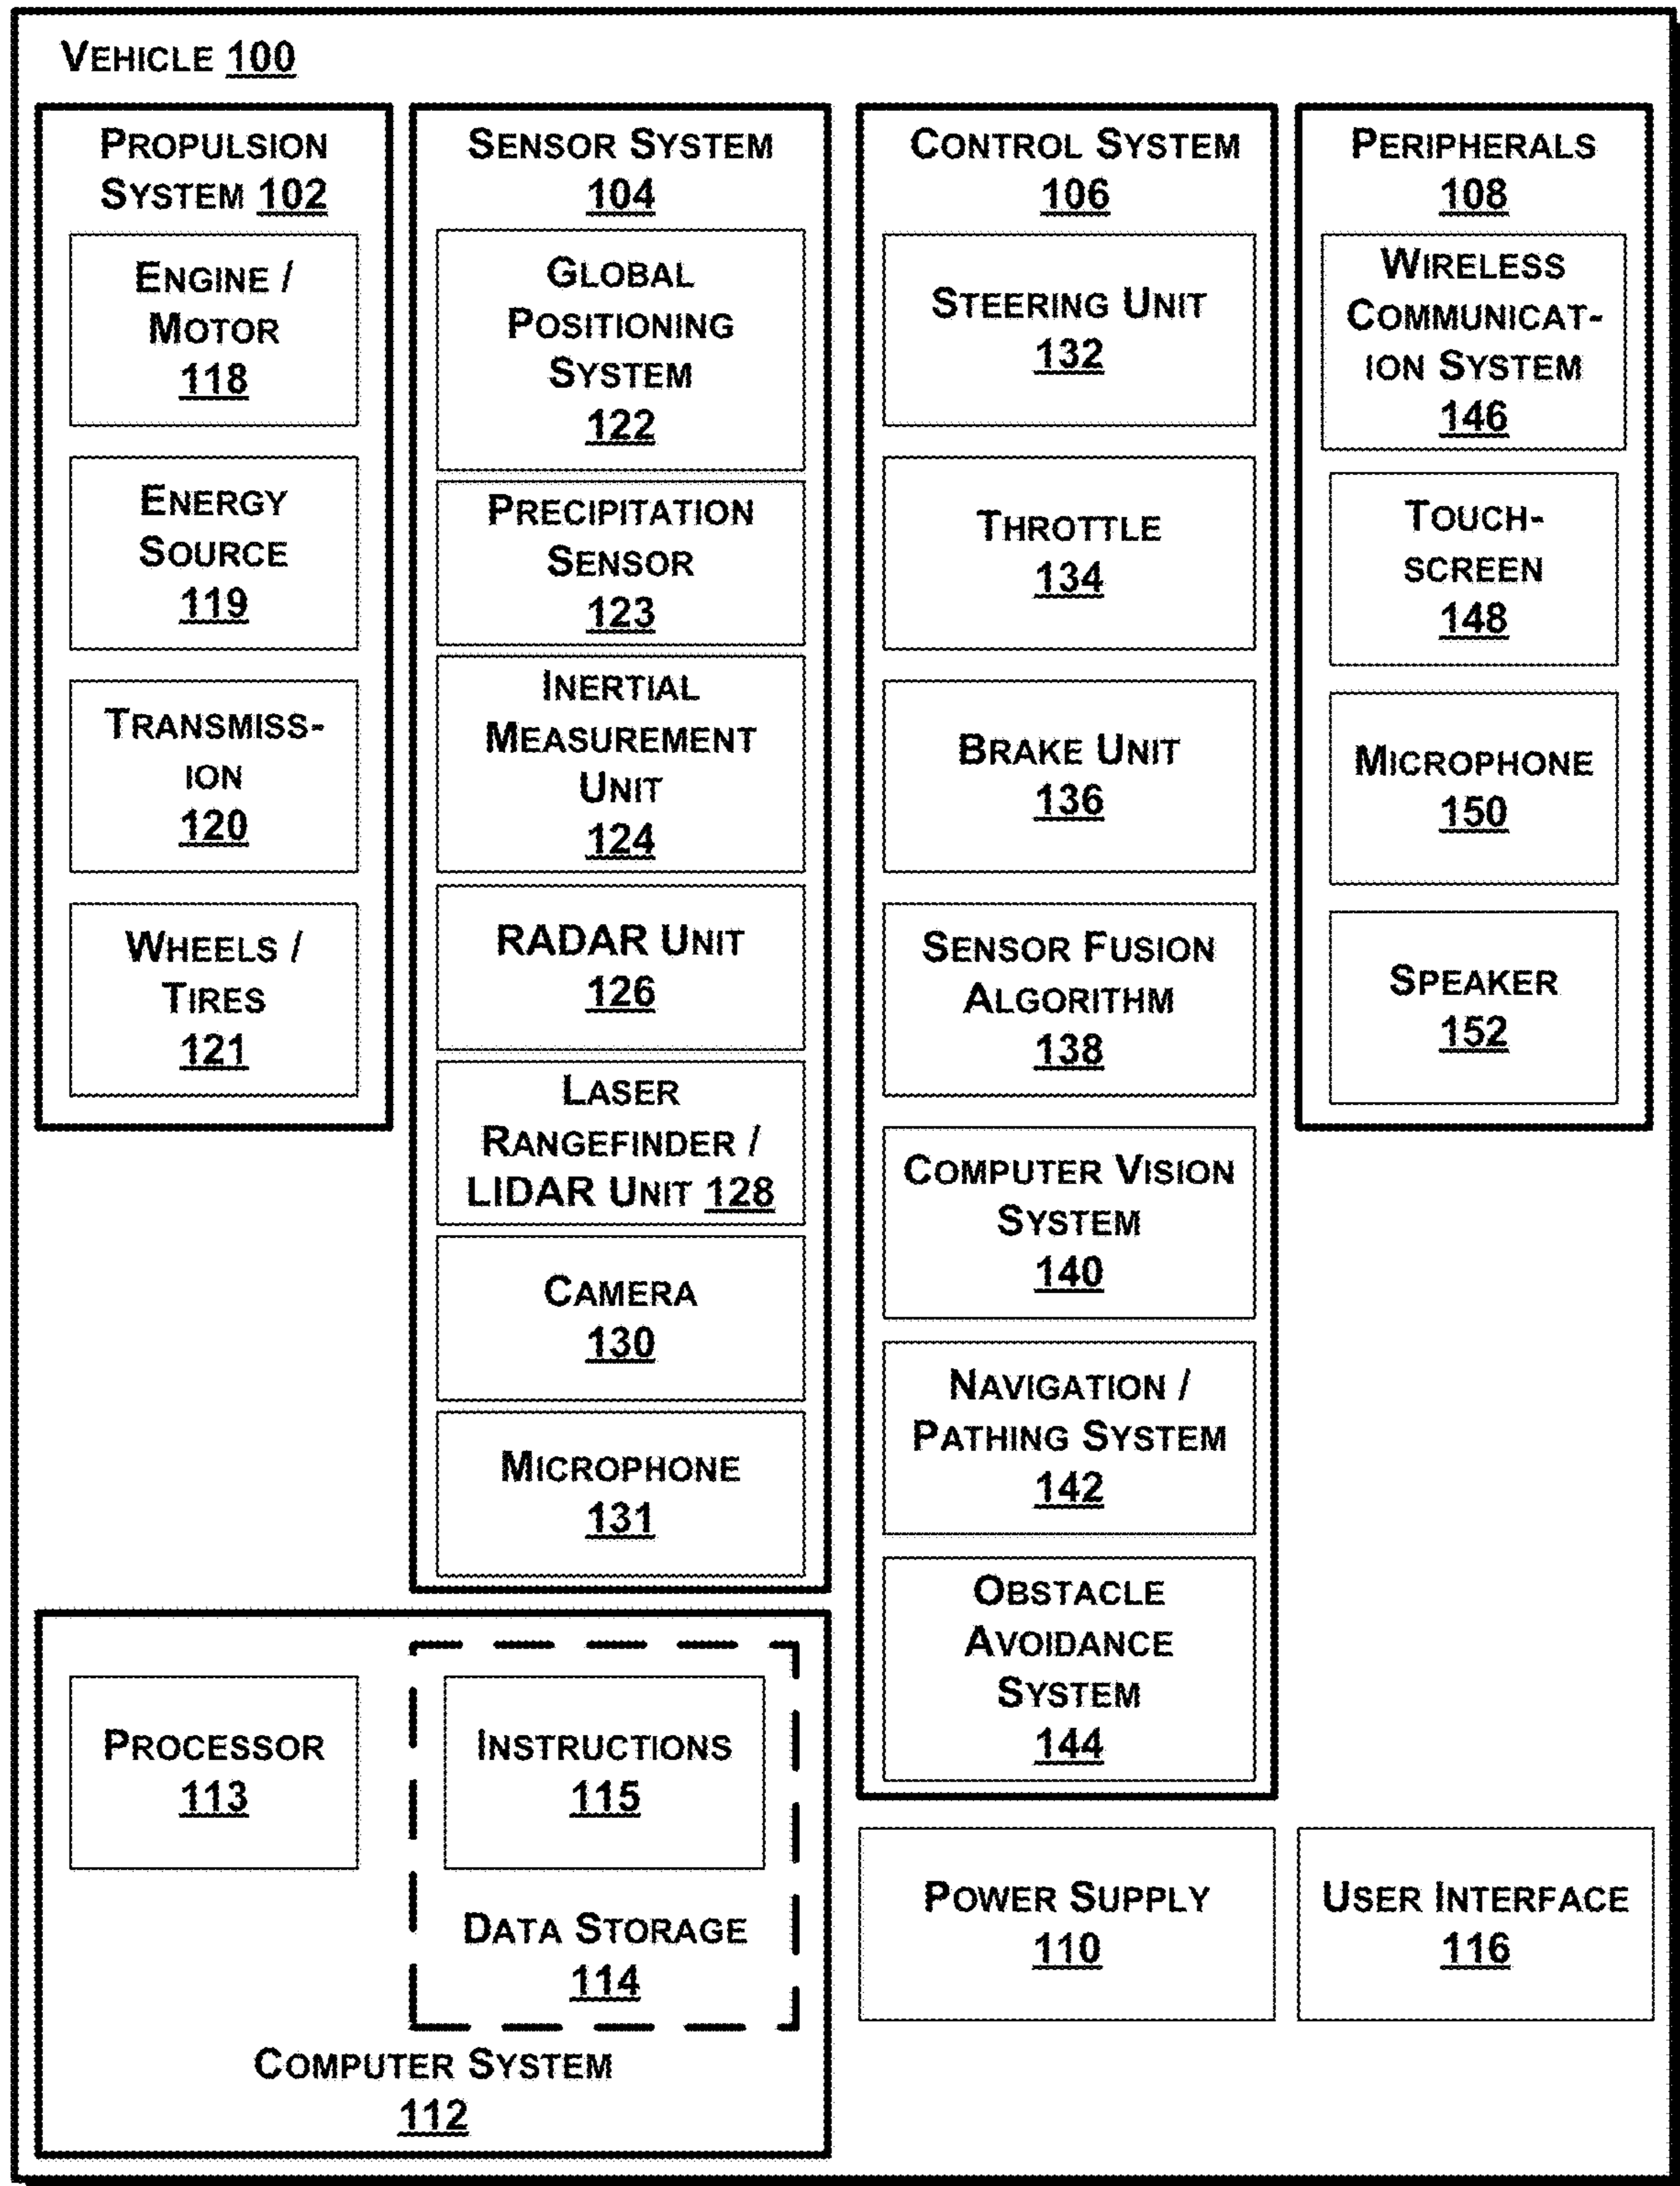 VEHICLE 100
PROPULSION
SYSTEM 102
ENGINE /
MOTOR
118
ENERGY
SOURCE
119
TRANSMISS-
ION
120
WHEELS /
TIRES
121
SENSOR SYSTEM
104
GLOBAL
POSITIONING
SYSTEM
122
PRECIPITATION
SENSOR
123
INERTIAL
MEASUREMENT
UNIT
124
RADAR UNIT
126
LASER
RANGEFINDER /
LIDAR UNIT 128
CAMERA
130
MICROPHONE
131
CONTROL SYSTEM
106
STEERING UNIT
132
THROTTLE
134
BRAKE UNIT
136
SENSOR FUSION
ALGORITHM
138
COMPUTER VISION
SYSTEM
140
NAVIGATION /
PATHING SYSTEM
142
OBSTACLE
AVOIDANCE
SYSTEM
144
PERIPHERALS
108
WIRELESS
COMMUNICAT-
ION SYSTEM
146
TOUCH-
SCREEN
148
MICROPHONE
150
SPEAKER
152
PROCESSOR
113
INSTRUCTIONS
115
DATA STORAGE
114
COMPUTER SYSTEM
112
POWER SUPPLY
110
USER INTERFACE
116